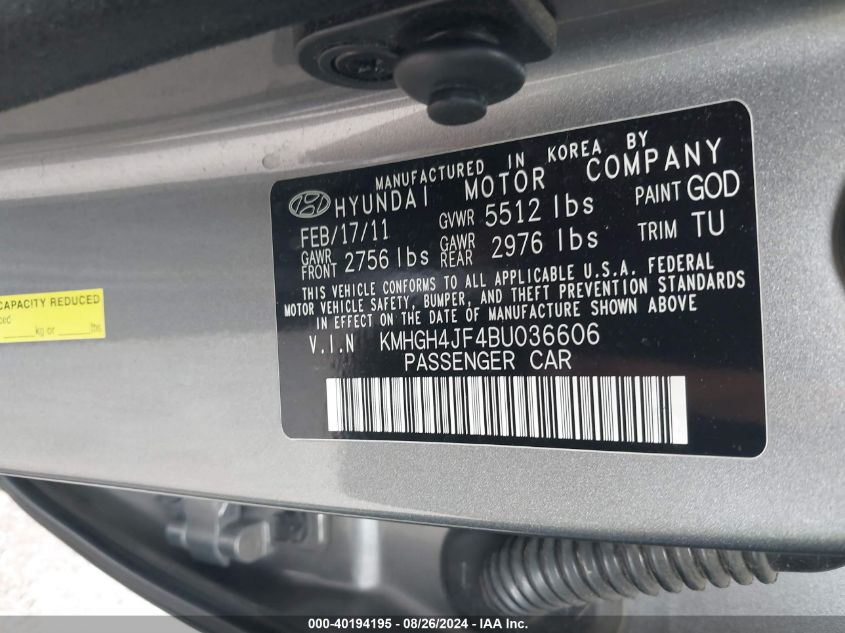 MANUFACTURED IN KOREA BY
HYUNDAI MOTOR COMPANY
FEB/17/11 GVWR 5512 lbs PAINT GOD
GAWR FRONT 2756 lbs GAWR REAR 2976 lbs TRIM TU
THIS VEHICLE CONFORMS TO ALL APPLICABLE U.S.A. FEDERAL
MOTOR VEHICLE SAFETY, BUMPER, AND THEFT PREVENTION STANDARDS
IN EFFECT ON THE DATE OF MANUFACTURE SHOWN ABOVE
V.I.N KMHGH4JF4BU036606
PASSENGER CAR
CAPACITY REDUCED
kg or lbs
000-40194195 - 08/26/2024 - IAA Inc.